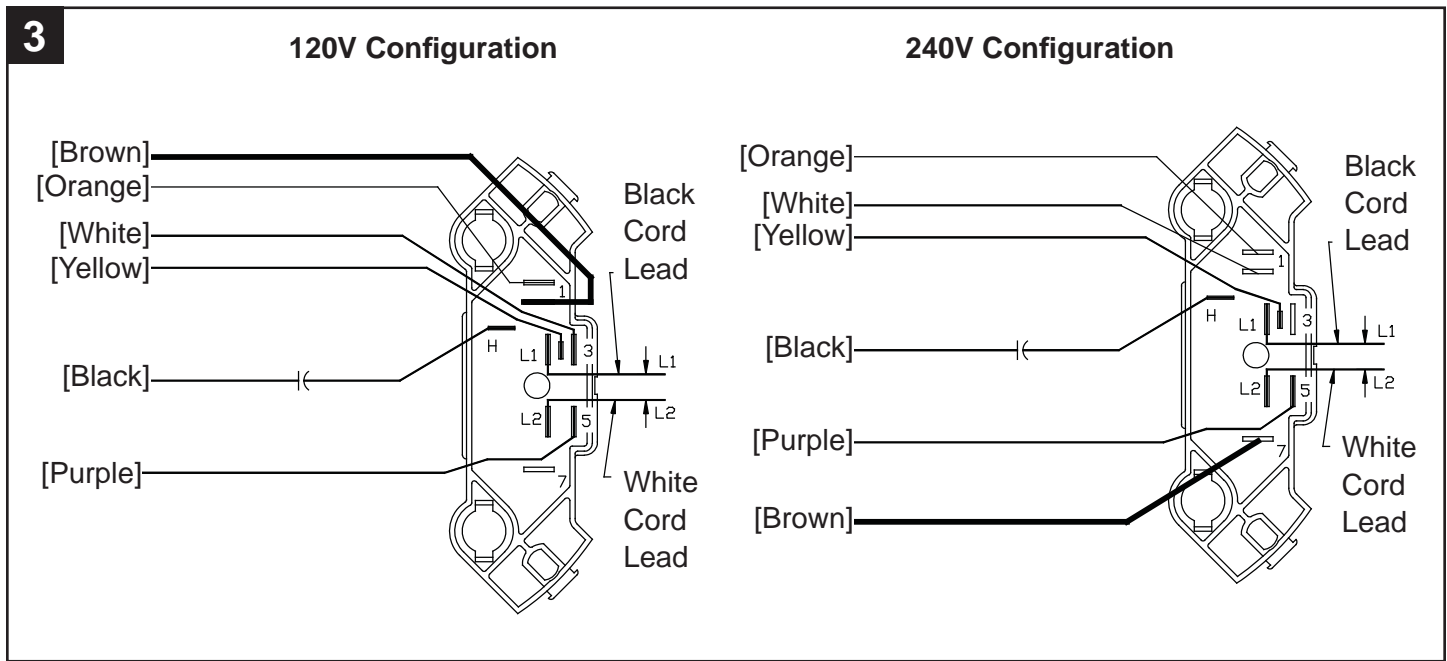 3
120V Configuration
[Brown]
[Orange]
[White]
[Yellow]
[Black]
[Purple]
Black
Cord
Lead
1
H
L1
3
L1
L2
5
L2
7
White
Cord
Lead
240V Configuration
[Orange]
[White]
[Yellow]
[Black]
[Purple]
[Brown]
Black
Cord
Lead
1
H
L1
3
L1
L2
5
L2
7
White
Cord
Lead